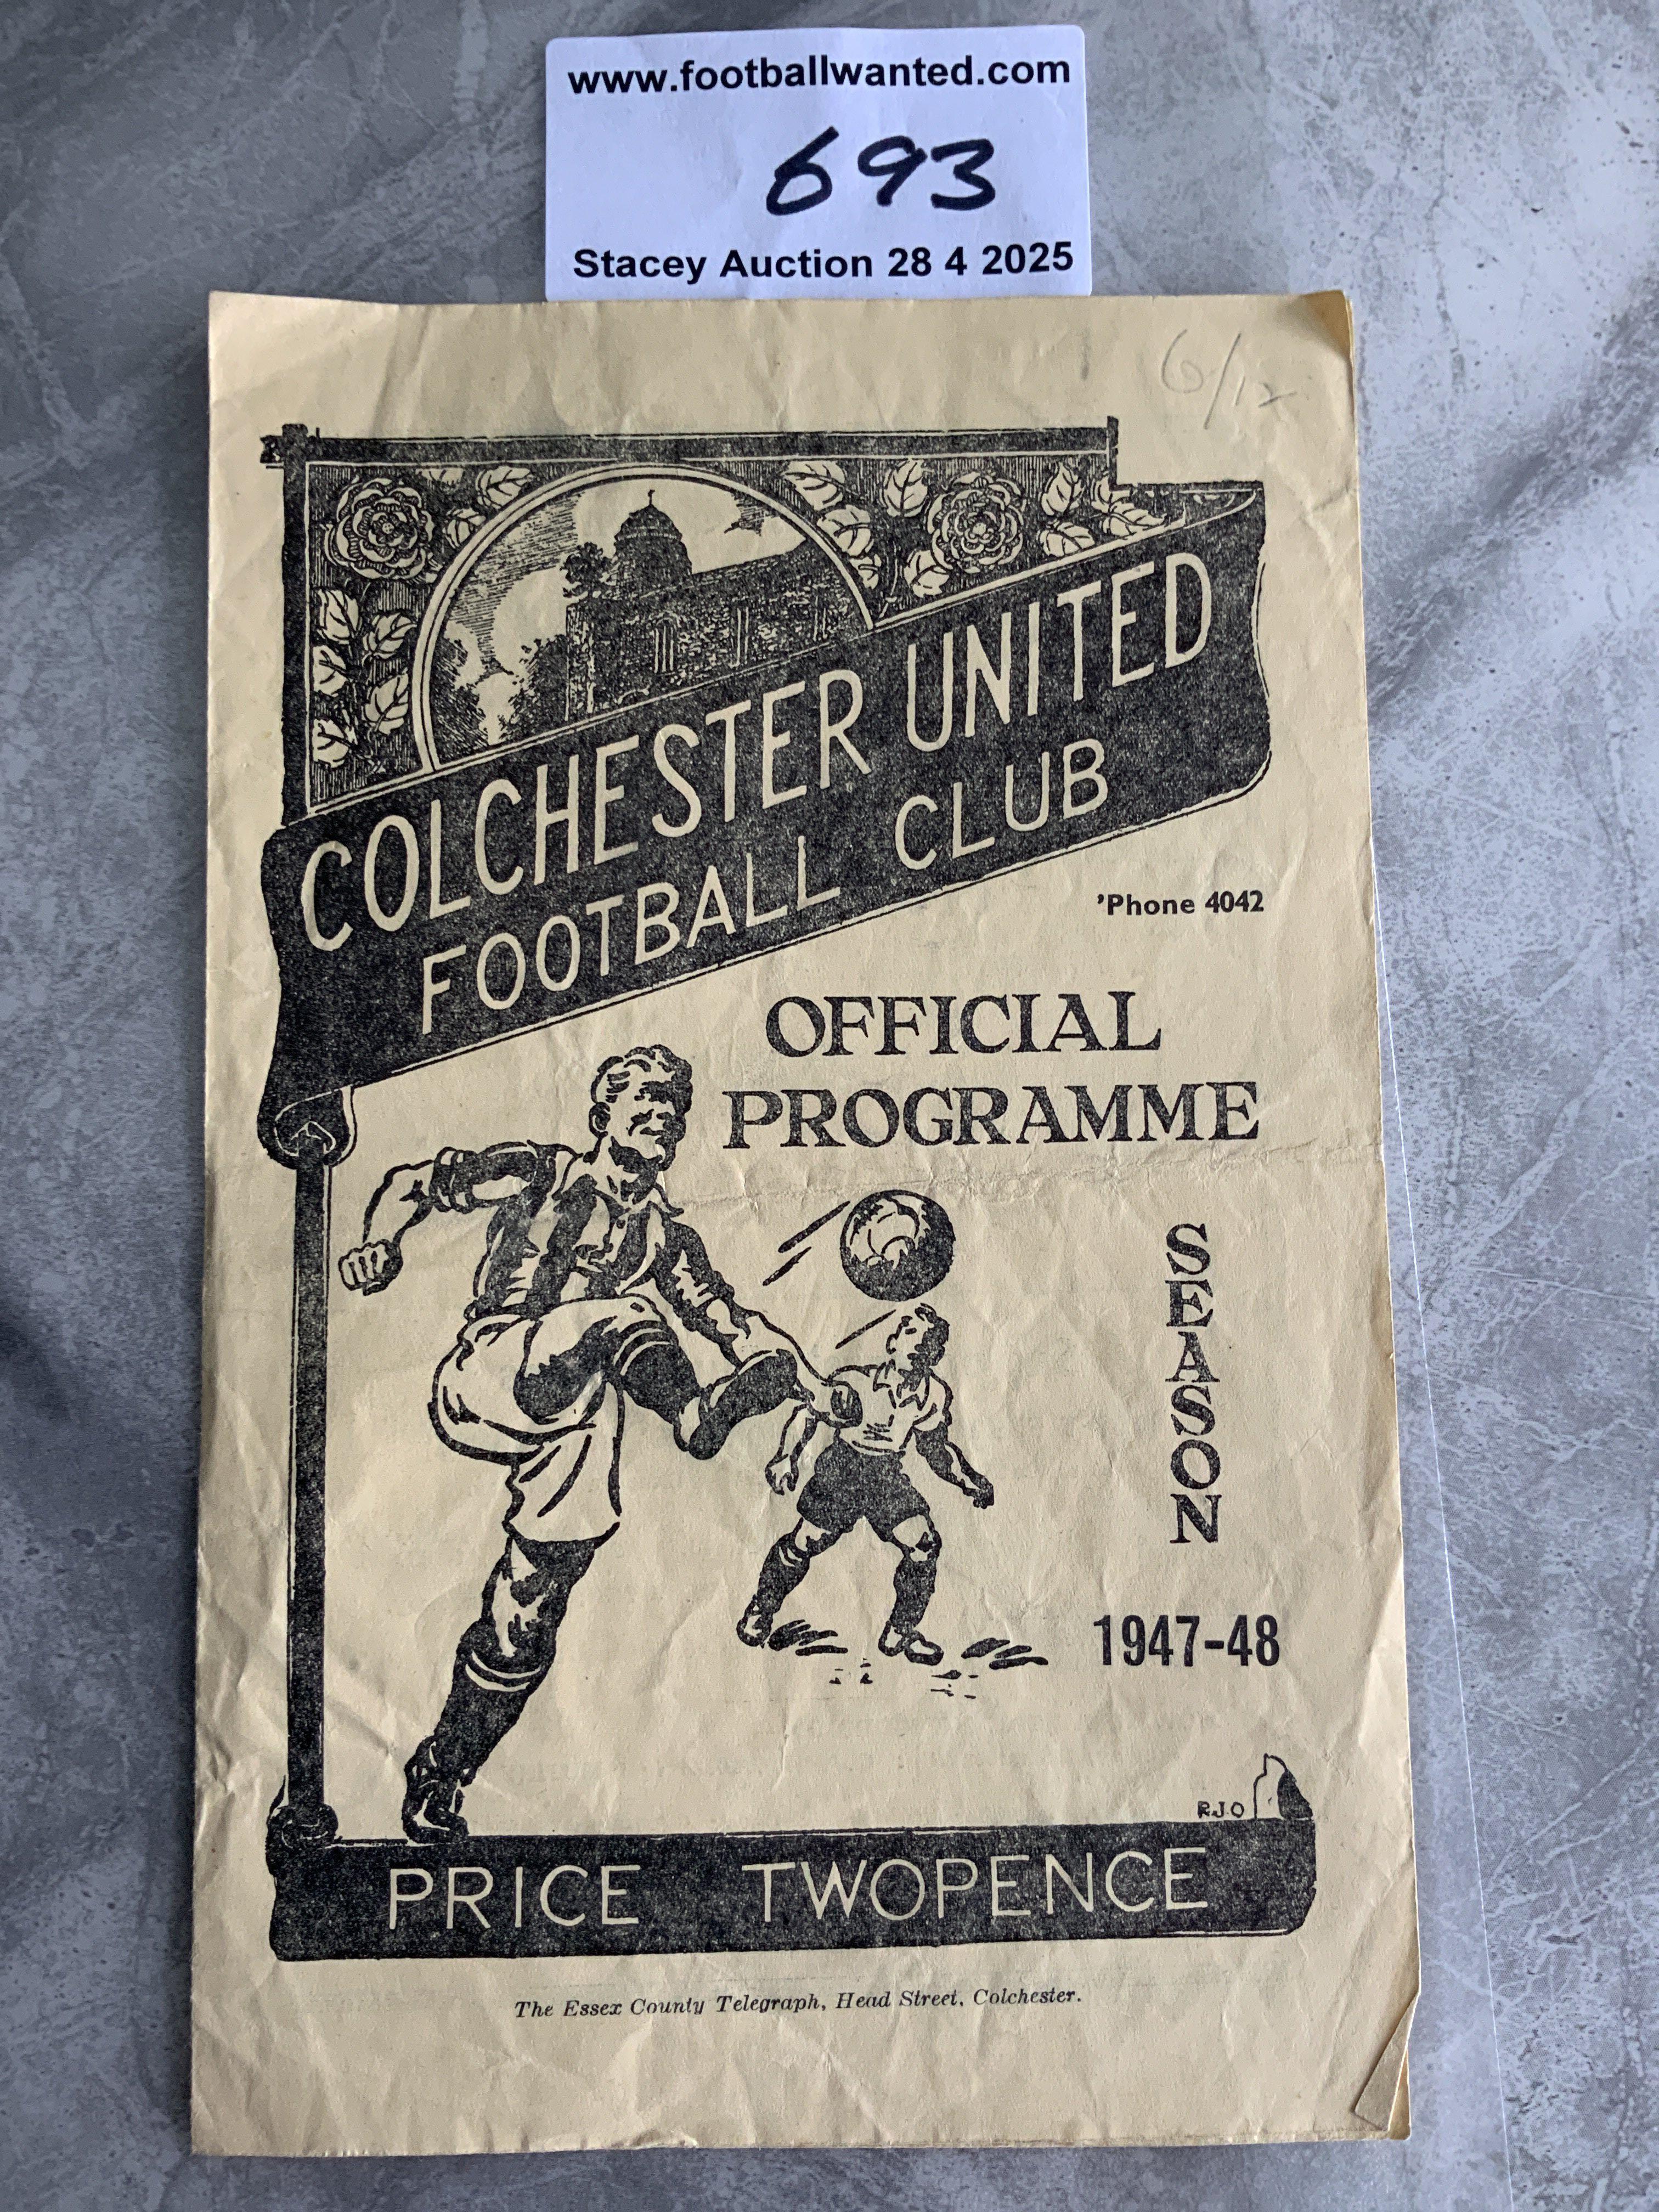 www.footballwanted.com
693
Stacey Auction 28 4 2025
6/12
COLCHESTER UNITED
FOOTBALL CLUB
'Phone 4042
OFFICIAL
PROGRAMME
SEASON
1947-48
R.J.O
PRICE TWOPENCE
The Essex County Telegraph, Head Street, Colchester.